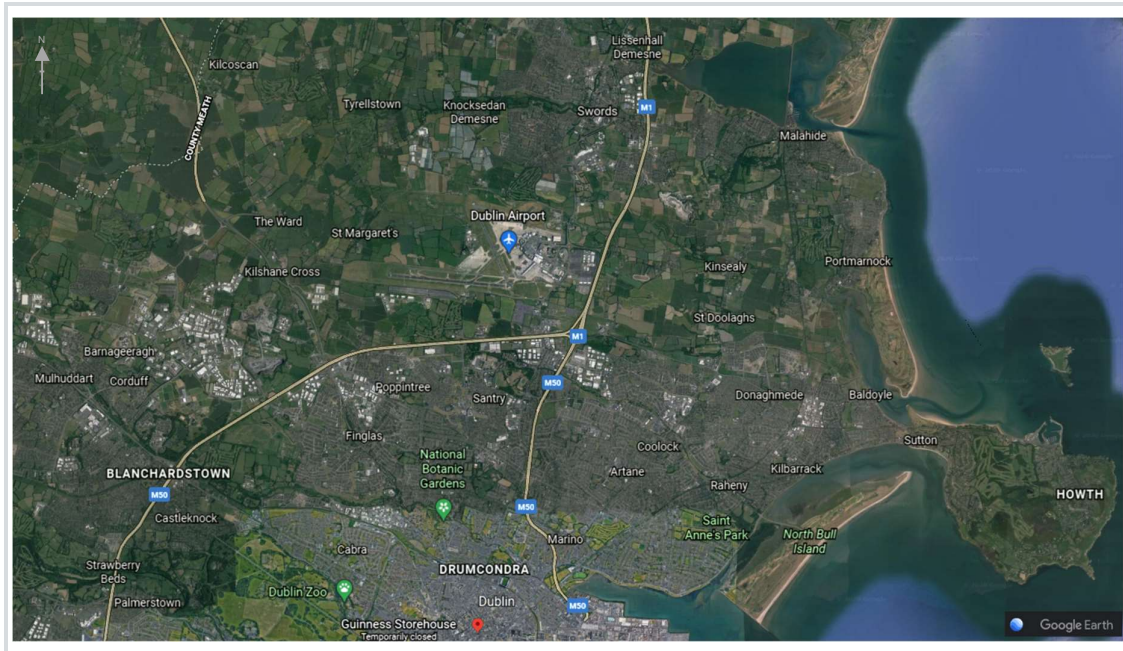 N
Lissenhall
Demesne
Kilcoscan
COUNTY MEATH
Tyrrellstown
Knocksedan
Demesne
Swords
M1
Malahide
The Ward
St Margaret's
Dublin Airport
Kilshane Cross
Kinsealy
Portmarnock
St Doolaghs
M1
Barnageeragh
Mulhuddart
Corduff
Poppintree
M50
Santry
Donaghmede
Baldoyle
Finglas
Coolock
Sutton
National
Botanic
Gardens
BLANCHARDSTOWN
Artane
Kilbarrack
Raheny
M50
HOWTH
M50
Castleknock
Saint
Anne's Park
North Bull
Island
Marino
Cabra
Strawberry
Beds
DRUMCONDRA
Dublin Zoo
Palmerstown
Dublin
M50
Guinness Storehouse
Temporarily closed
Google Earth